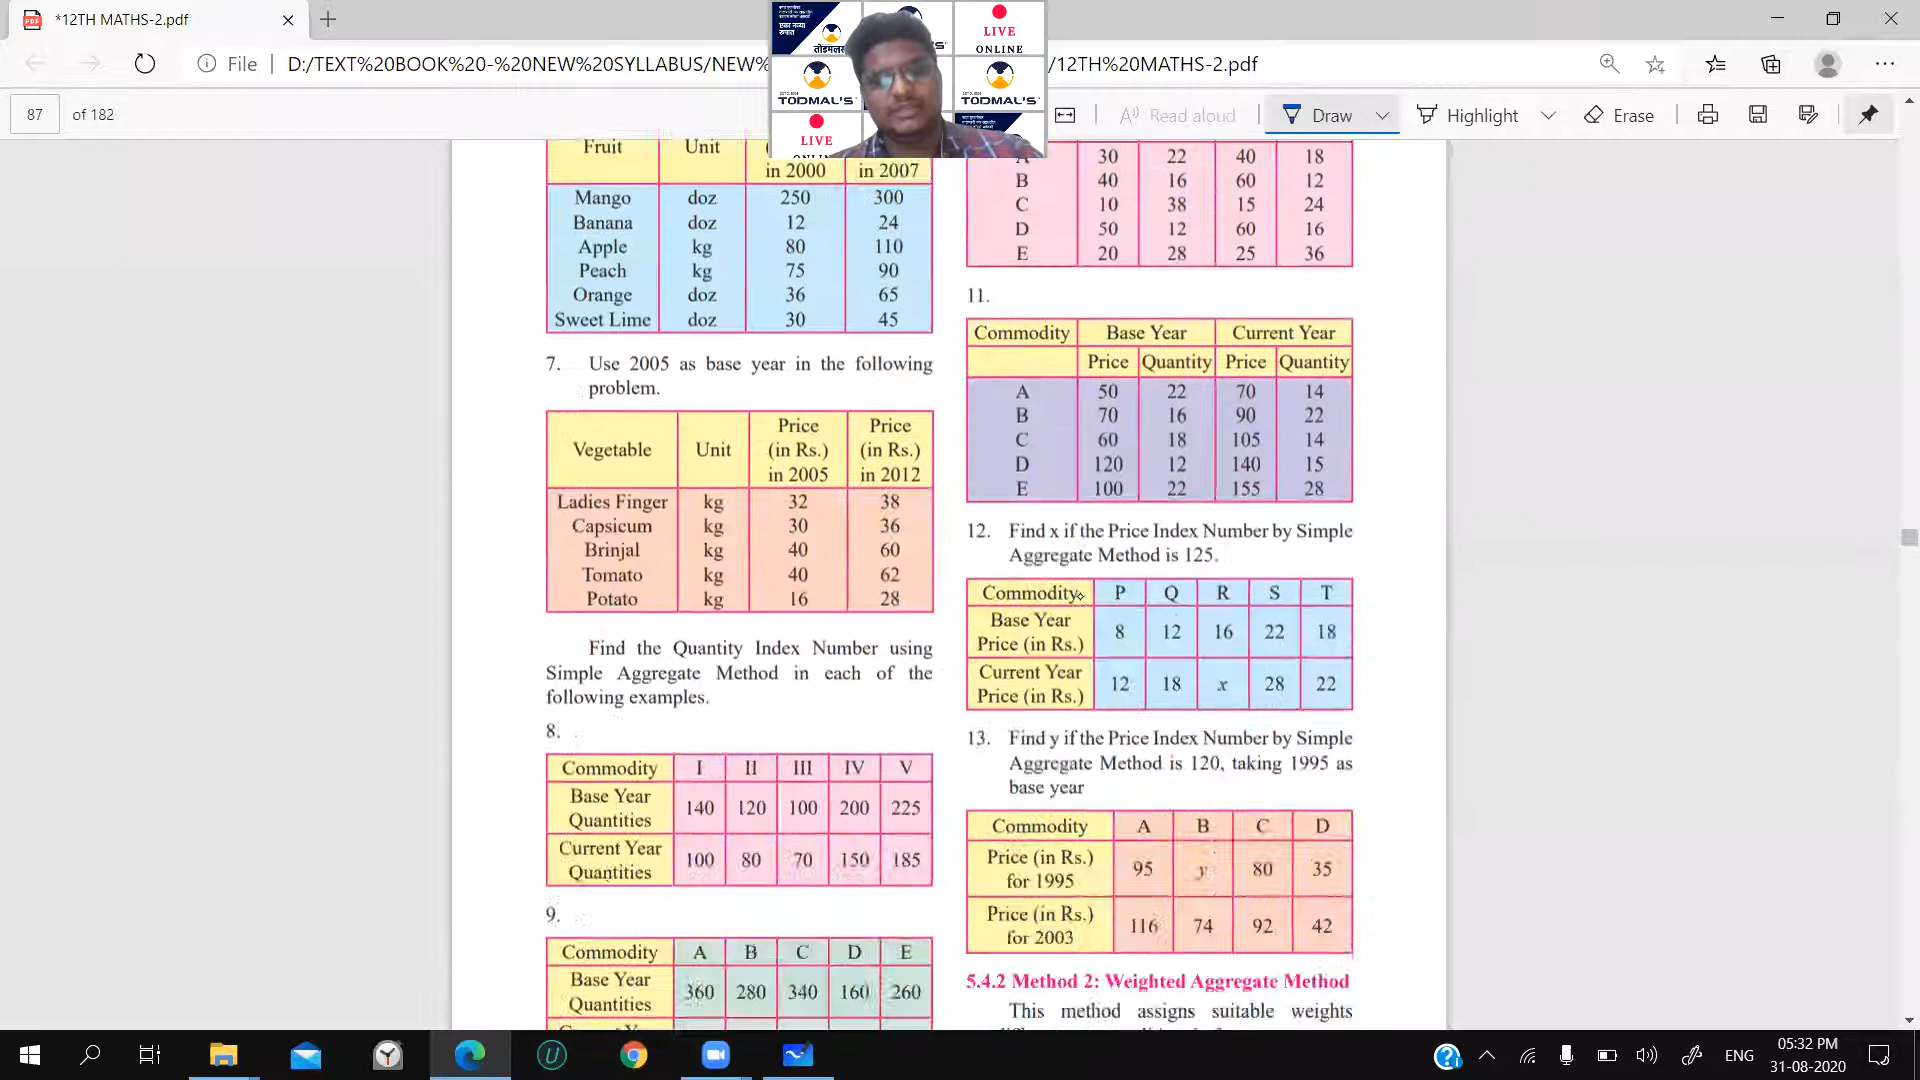 *12TH MATHS-2.pdf
File
D:/TEXT%20BOOK%20-%20NEW%20SYLLABUS/NEW%
/12TH%20MATHS-2.pdf
87 of 182
Read aloud
Draw
Highlight
Erase
एका नव्या
रुपात
तोडमलस
LIVE
ONLINE
TODMAL'S
TODMAL'S
LIVE
Fruit Unit
in 2000 in 2007
Mango doz 250 300
Banana doz 12 24
Apple kg 80 110
Peach kg 75 90
Orange doz 36 65
Sweet Lime doz 30 45
7. Use 2005 as base year in the following
problem.
Vegetable Unit Price (in Rs.) in 2005 Price (in Rs.) in 2012
Ladies Finger kg 32 38
Capsicum kg 30 36
Brinjal kg 40 60
Tomato kg 40 62
Potato kg 16 28
Find the Quantity Index Number using
Simple Aggregate Method in each of the
following examples.
8.
Commodity I II III IV V
Base Year Quantities 140 120 100 200 225
Current Year Quantities 100 80 70 150 185
9.
Commodity A B C D E
Base Year Quantities 360 280 340 160 260
A 30 22 40 18
B 40 16 60 12
C 10 38 15 24
D 50 12 60 16
E 20 28 25 36
11.
Commodity Base Year Current Year
Price Quantity Price Quantity
A 50 22 70 14
B 70 16 90 22
C 60 18 105 14
D 120 12 140 15
E 100 22 155 28
12. Find x if the Price Index Number by Simple
Aggregate Method is 125.
Commodity P Q R S T
Base Year Price (in Rs.) 8 12 16 22 18
Current Year Price (in Rs.) 12 18 x 28 22
13. Find y if the Price Index Number by Simple
Aggregate Method is 120, taking 1995 as
base year
Commodity A B C D
Price (in Rs.) for 1995 95 y 80 35
Price (in Rs.) for 2003 116 74 92 42
5.4.2 Method 2: Weighted Aggregate Method
This method assigns suitable weights
ENG
05:32 PM
31-08-2020